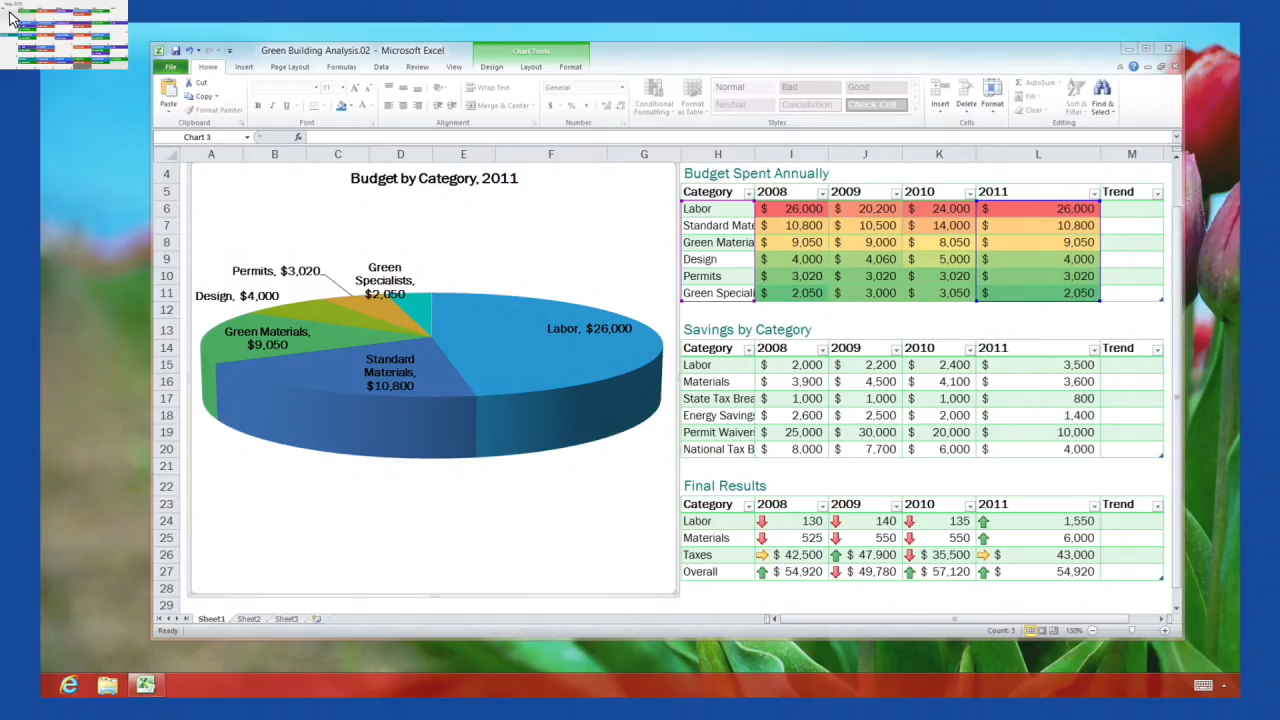 May 2012
Green Building Analysis.02 - Microsoft Excel
Chart Tools
File Home Insert Page Layout Formulas Data Review View Design Layout Format
Paste
Cut
Copy
Format Painter
Clipboard
11
B I U
Font
Wrap Text
Merge & Center
Alignment
General
$ % ,
Number
Conditional Formatting
Format as Table
Normal Bad Good
Neutral Calculation Check Cell
Styles
Insert Delete Format
Cells
AutoSum
Fill
Clear
Sort & Filter
Find & Select
Editing
Chart 3 fx
A B C D E F G H I J K L M
Budget by Category, 2011
Permits, $3,020
Green Specialists, $2,050
Design, $4,000
Green Materials, $9,050
Labor, $26,000
Standard Materials, $10,800
4 Budget Spent Annually
5 Category 2008 2009 2010 2011 Trend
6 Labor $ 26,000 $ 20,200 $ 24,000 $ 26,000
7 Standard Mate $ 10,800 $ 10,500 $ 14,000 $ 10,800
8 Green Materia $ 9,050 $ 9,000 $ 8,050 $ 9,050
9 Design $ 4,000 $ 4,060 $ 5,000 $ 4,000
10 Permits $ 3,020 $ 3,020 $ 3,020 $ 3,020
11 Green Speciali $ 2,050 $ 3,000 $ 3,050 $ 2,050
12
13 Savings by Category
14 Category 2008 2009 2010 2011 Trend
15 Labor $ 2,000 $ 2,200 $ 2,400 $ 3,500
16 Materials $ 3,900 $ 4,500 $ 4,100 $ 3,600
17 State Tax Brea $ 1,000 $ 1,000 $ 1,000 $ 800
18 Energy Savings $ 2,600 $ 2,500 $ 2,000 $ 1,400
19 Permit Waivers $ 25,000 $ 30,000 $ 20,000 $ 10,000
20 National Tax B $ 8,000 $ 7,700 $ 6,000 $ 4,000
21
22 Final Results
23 Category 2008 2009 2010 2011 Trend
24 Labor 130 140 135 1,550
25 Materials 525 550 550 6,000
26 Taxes $ 42,500 $ 47,900 $ 35,500 $ 43,000
27 Overall $ 54,920 $ 49,780 $ 57,120 $ 54,920
28
29
Sheet1 Sheet2 Sheet3
Ready Count: 3 130%